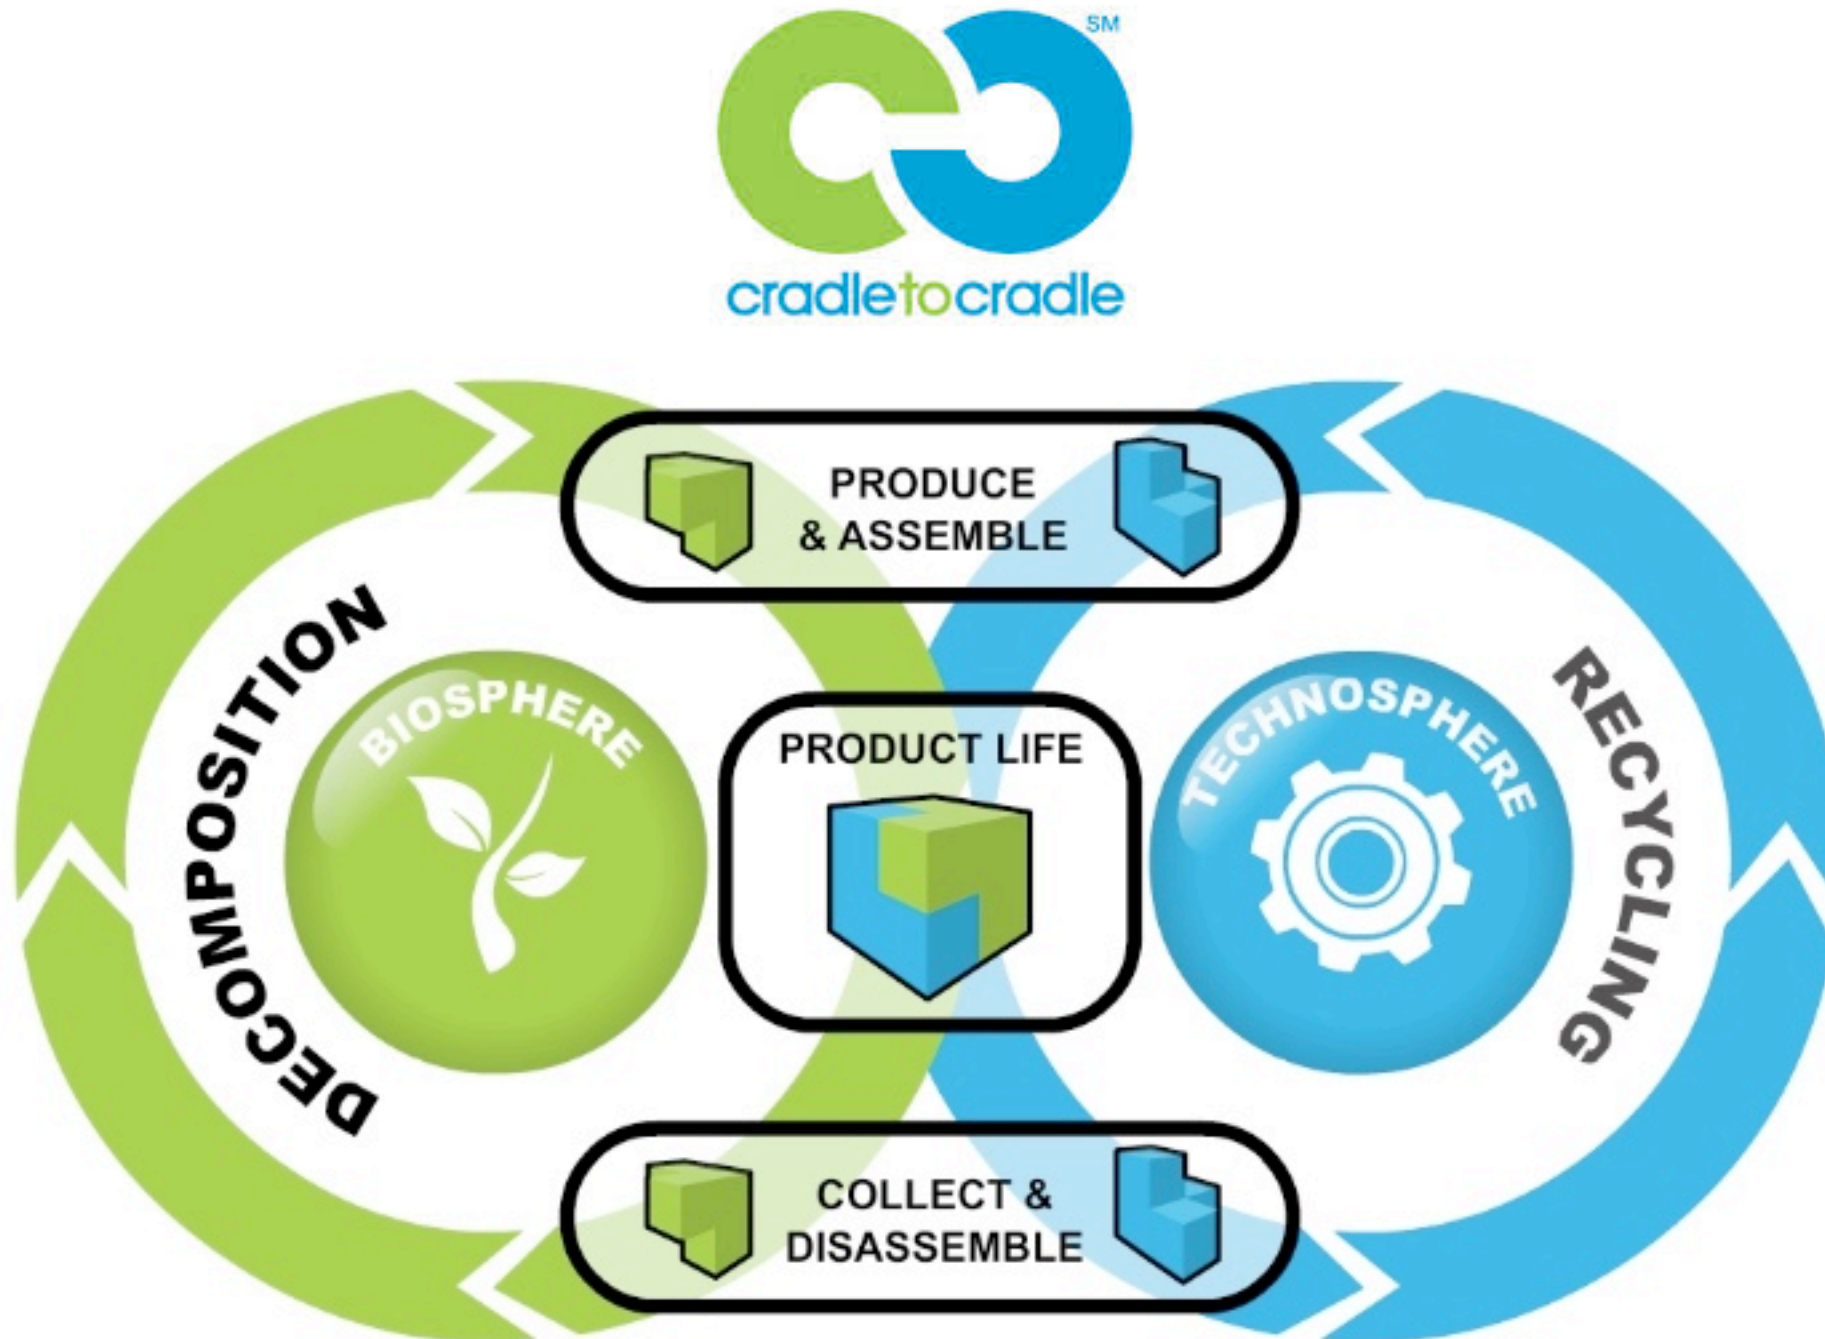 SM
cradletocradle
PRODUCE
& ASSEMBLE
DECOMPOSITION
BIOSPHERE
PRODUCT LIFE
TECHNOSPHERE
RECYCLING
COLLECT &
DISASSEMBLE